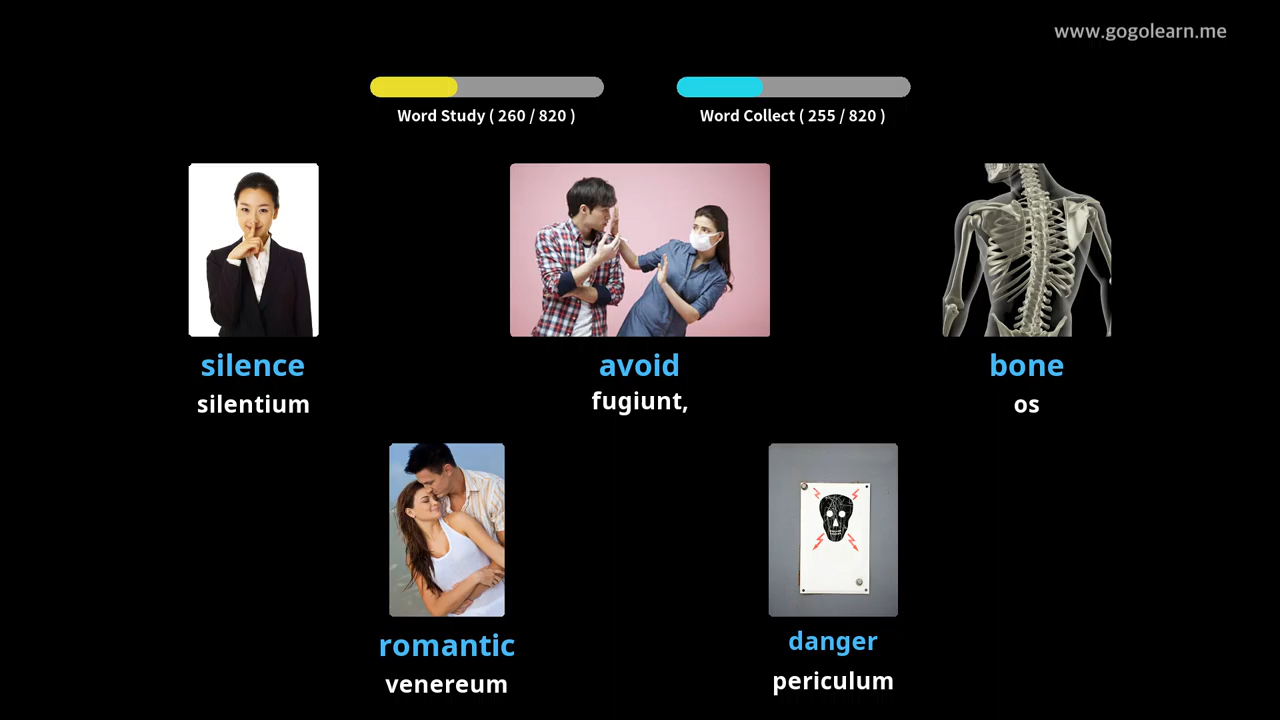 www.gogolearn.me
Word Study ( 260 / 820 )
Word Collect ( 255 / 820 )
silence
silentium
avoid
fugiunt,
bone
os
romantic
venereum
danger
periculum